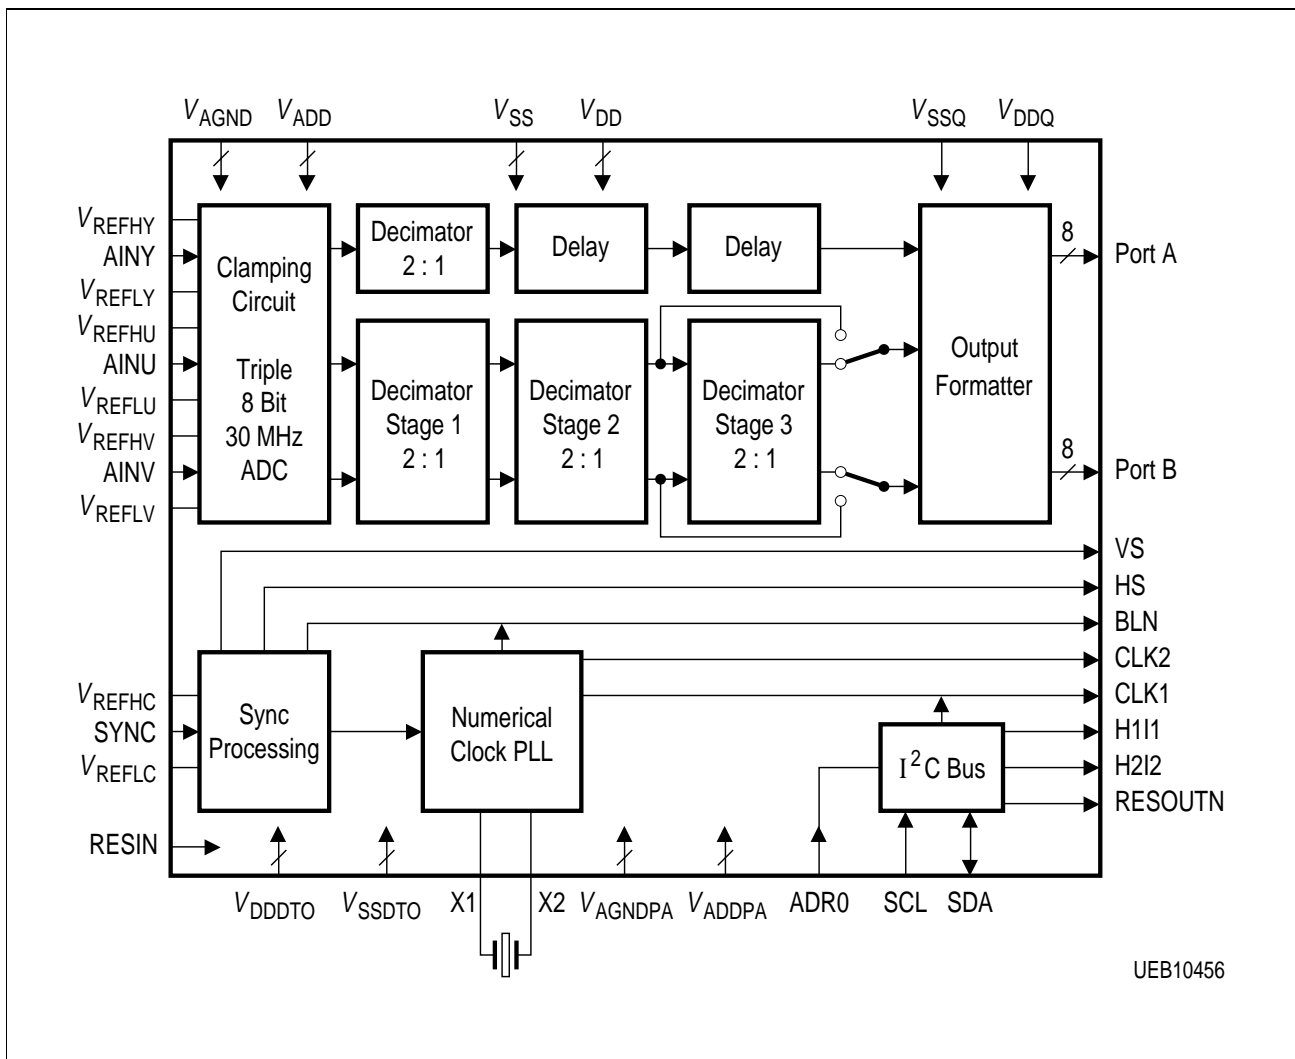 VAGND VADD VSS VDD VSSQ VDDQ
VREFHY
AINY
VREFLY
VREFHU
AINU
VREFLU
VREFHV
AINV
VREFLV
Clamping
Circuit
Triple
8 Bit
30 MHz
ADC
Decimator
2 : 1
Delay
Delay
Decimator
Stage 1
2 : 1
Decimator
Stage 2
2 : 1
Decimator
Stage 3
2 : 1
Output
Formatter
8
Port A
8
Port B
VS
HS
BLN
CLK2
CLK1
H1I1
H2I2
RESOUTN
VREFHC
SYNC
VREFLC
RESIN
Sync
Processing
Numerical
Clock PLL
I2C Bus
VDDDTO VSSDTO X1 X2 VAGNDPA VADDPA ADR0 SCL SDA
UEB10456